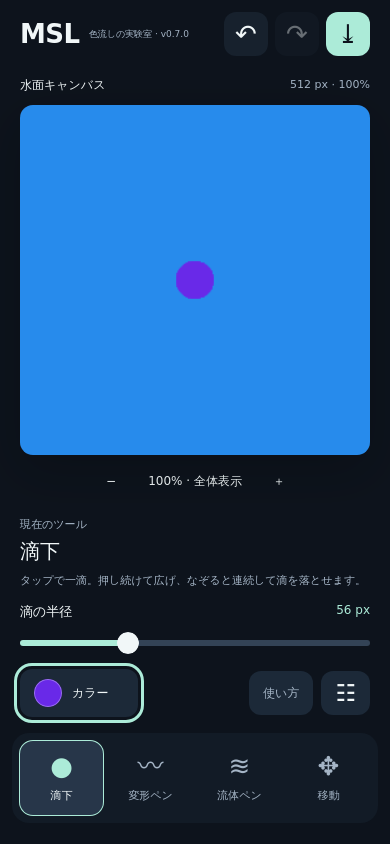 MSL 色流しの実験室 · v0.7.0
水面キャンバス 512 px · 100%
− 100% · 全体表示 +
現在のツール
滴下
タップで一滴。押し続けて広げ、なぞると連続して滴を落とせます。
滴の半径 56 px
カラー 使い方
滴下 変形ペン 流体ペン 移動